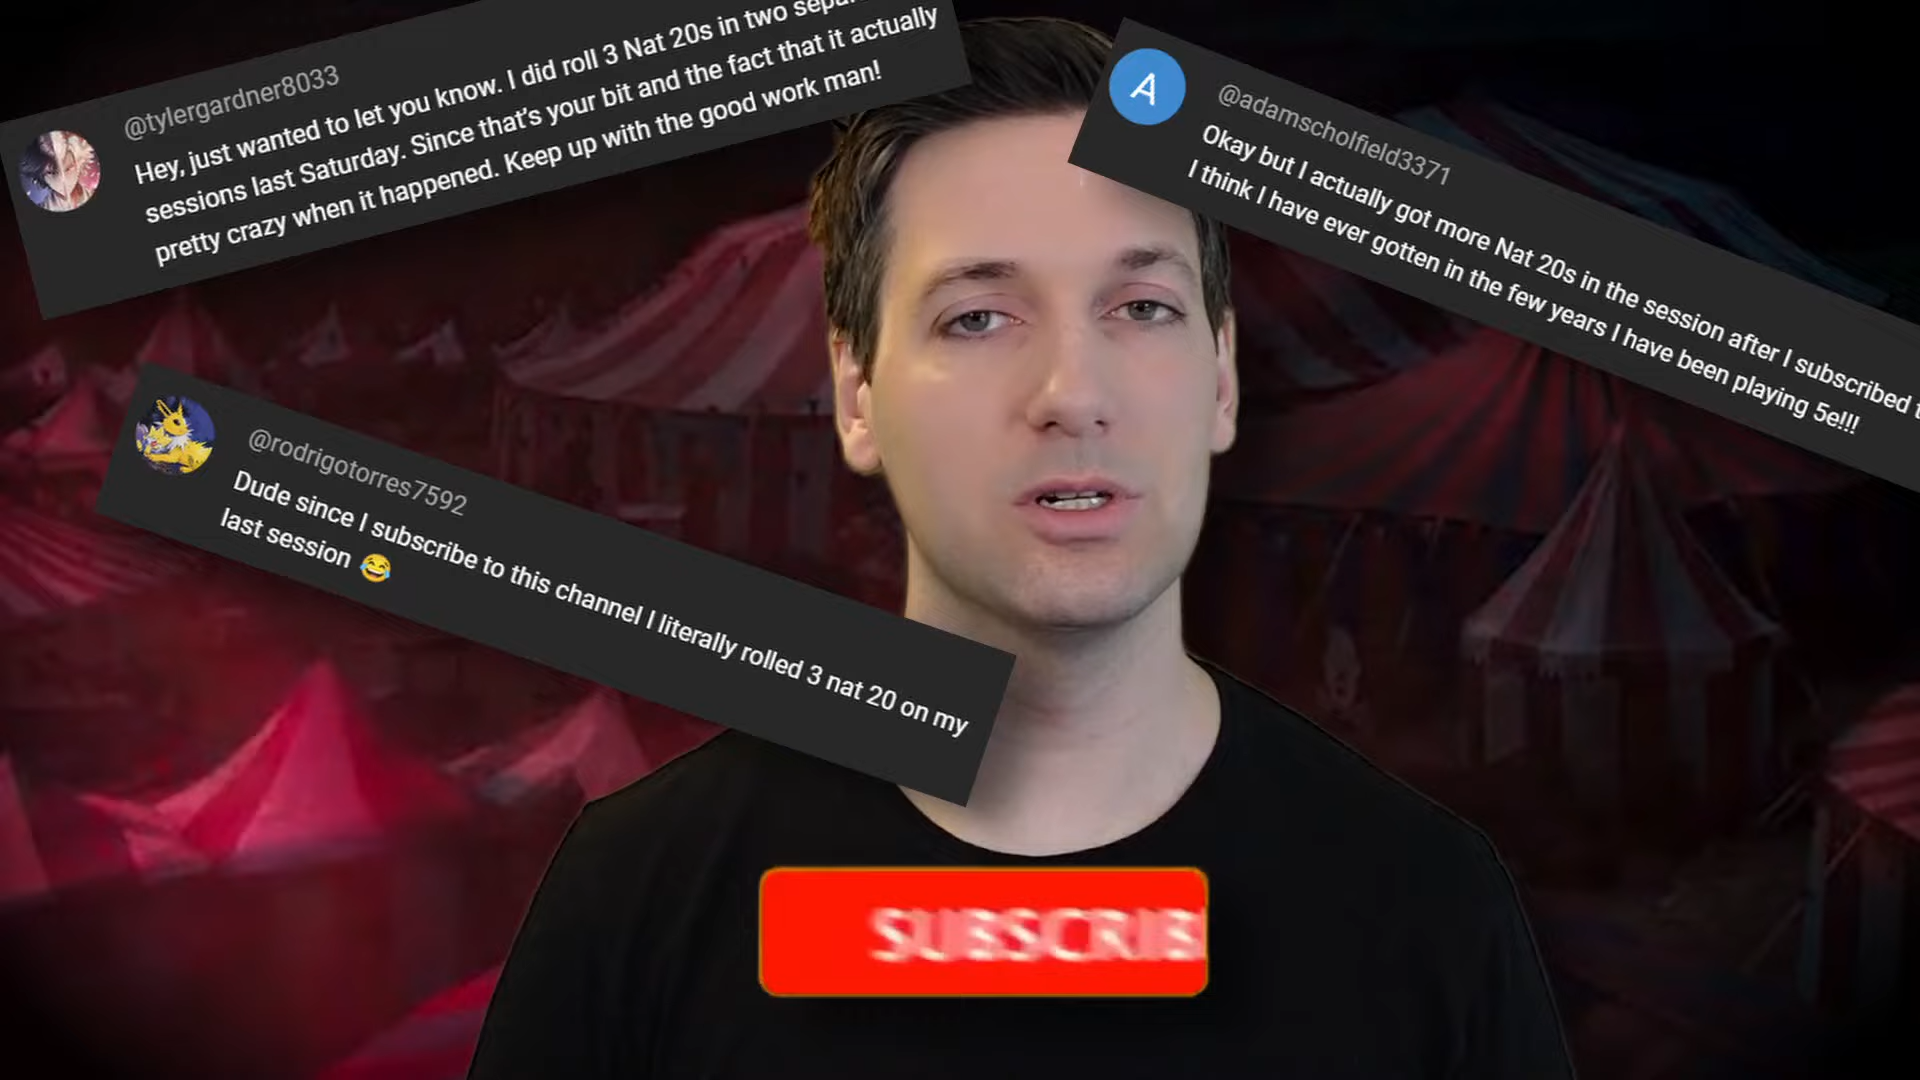 @tylergardner8033
Hey, just wanted to let you know. I did roll 3 Nat 20s in two
sessions last Saturday. Since that's your bit and the fact that it actually
pretty crazy when it happened. Keep up with the good work man!
@adamscholfield3371
Okay but I actually got more Nat 20s in the session after I subscribed
I think I have ever gotten in the few years I have been playing 5e!!!
@rodrigotorres7592
Dude since I subscribe to this channel I literally rolled 3 nat 20 on my
last session 😂
A
SUBSCRIB